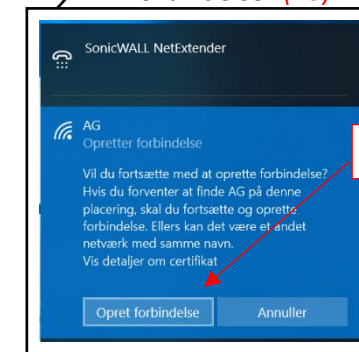 SonicWALL NetExtender
AG
Opretter forbindelse
Vil du fortsætte med at oprette forbindelse?
Hvis du forventer at finde AG på denne
placering, skal du fortsætte og oprette
forbindelse. Ellers kan det være et andet
netværk med samme navn.
Vis detaljer om certifikat
Opret forbindelse
Annuller